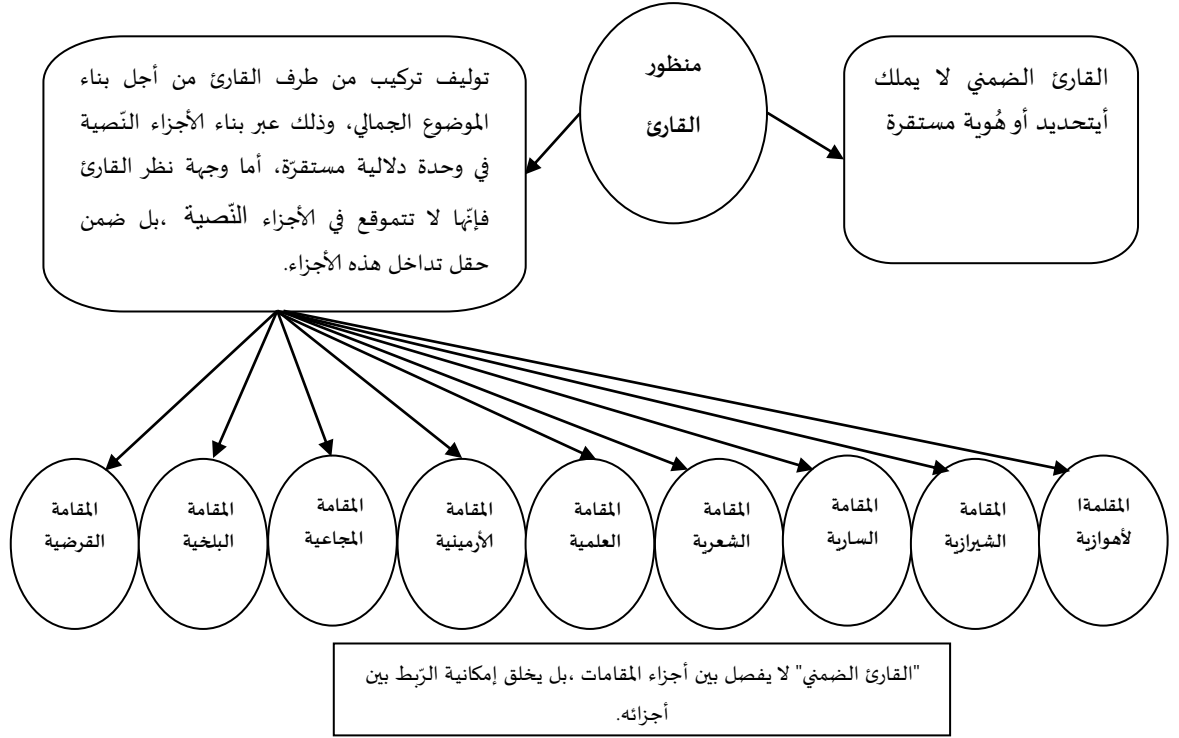 منظور
القارئ
القارئ الضمني لا يملك
أيتحديد أو هُوية مستقرة
توليف تركيب من طرف القارئ من أجل بناء
الموضوع الجمالي، وذلك عبر بناء الأجزاء النّصية
في وحدة دلالية مستقرّة، أما وجهة نظر القارئ
فإنّها لا تتموقع في الأجزاء النّصية ،بل ضمن
حقل تداخل هذه الأجزاء.
المقلمةا
لأهوازية
المقامة
الشيرازية
المقامة
السارية
المقامة
الشعرية
المقامة
العلمية
المقامة
الأرمينية
المقامة
المجاعية
المقامة
البلخية
المقامة
القرضية
"القارئ الضمني" لا يفصل بين أجزاء المقامات ،بل يخلق إمكانية الرّبط بين
أجزائه.